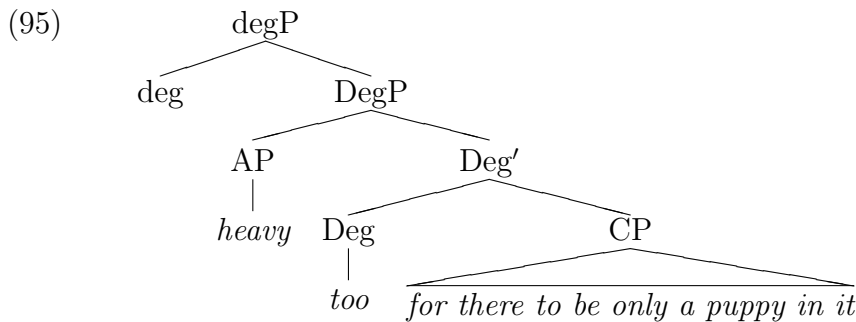 (95) degP
deg DegP
AP Deg′
heavy Deg CP
too for there to be only a puppy in it